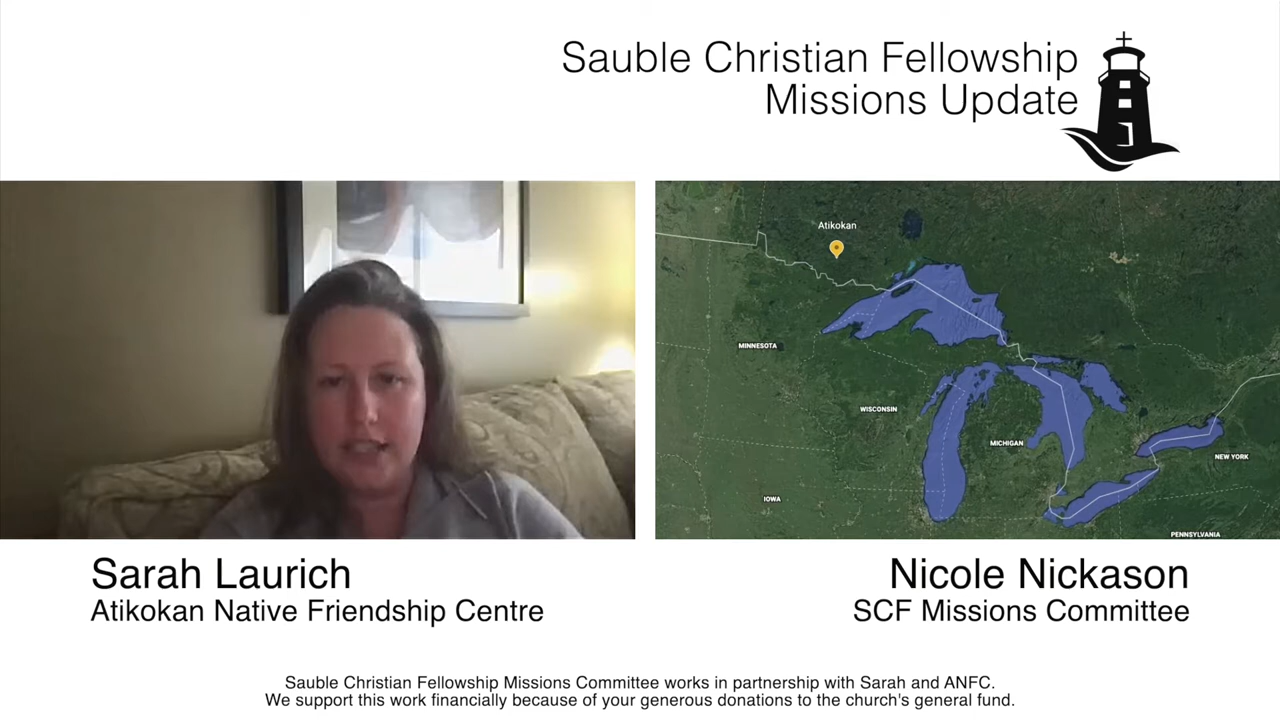 Sauble Christian Fellowship
Missions Update
Atikokan
MINNESOTA
WISCONSIN
MICHIGAN
NEW YORK
IOWA
PENNSYLVANIA
Sarah Laurich
Atikokan Native Friendship Centre
Nicole Nickason
SCF Missions Committee
Sauble Christian Fellowship Missions Committee works in partnership with Sarah and ANFC.
We support this work financially because of your generous donations to the church's general fund.